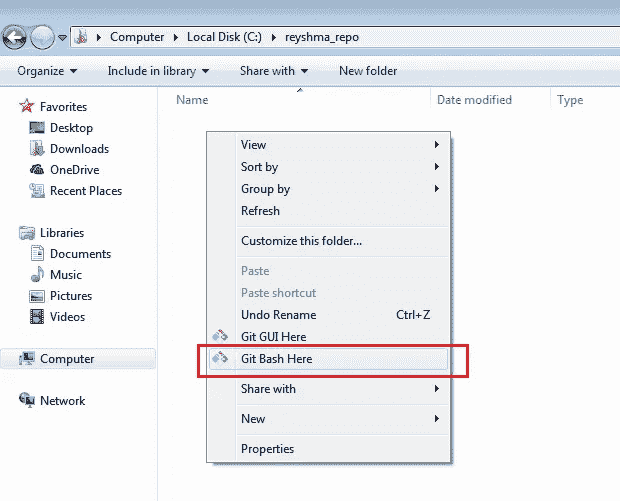 Computer Local Disk (C:) reyshma_repo
Organize Include in library Share with New folder
Name Date modified Type
Favorites
Desktop
Downloads
OneDrive
Recent Places
Libraries
Documents
Music
Pictures
Videos
Computer
Network
View
Sort by
Group by
Refresh
Customize this folder...
Paste
Paste shortcut
Undo Rename Ctrl+Z
Git GUI Here
Git Bash Here
Share with
New
Properties